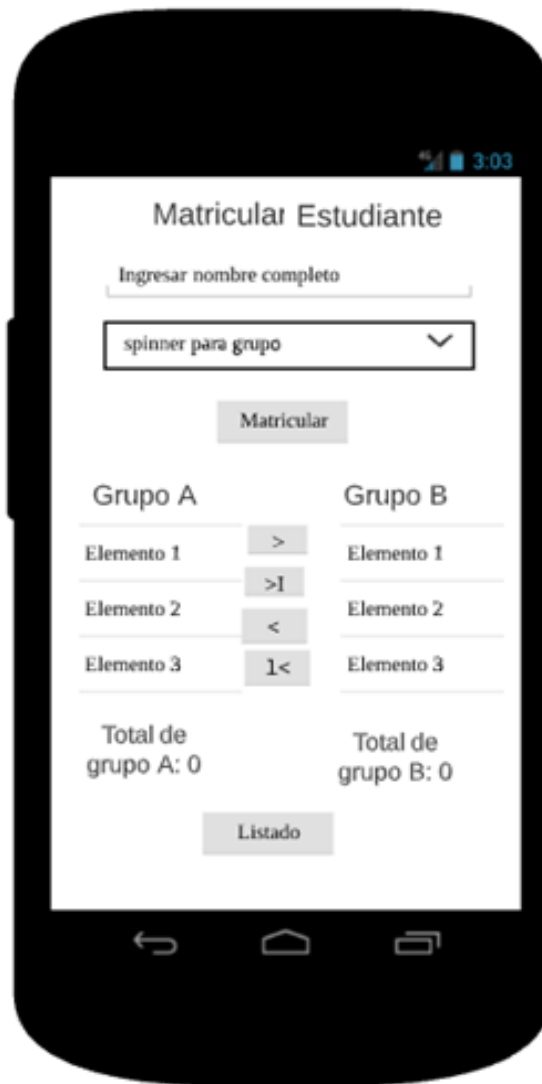 4G 3:03
Matricular Estudiante
Ingresar nombre completo
spinner para grupo
Matricular
Grupo A Grupo B
Elemento 1 > Elemento 1
>I
Elemento 2 < Elemento 2
Elemento 3 1< Elemento 3
Total de
grupo A: 0
Total de
grupo B: 0
Listado